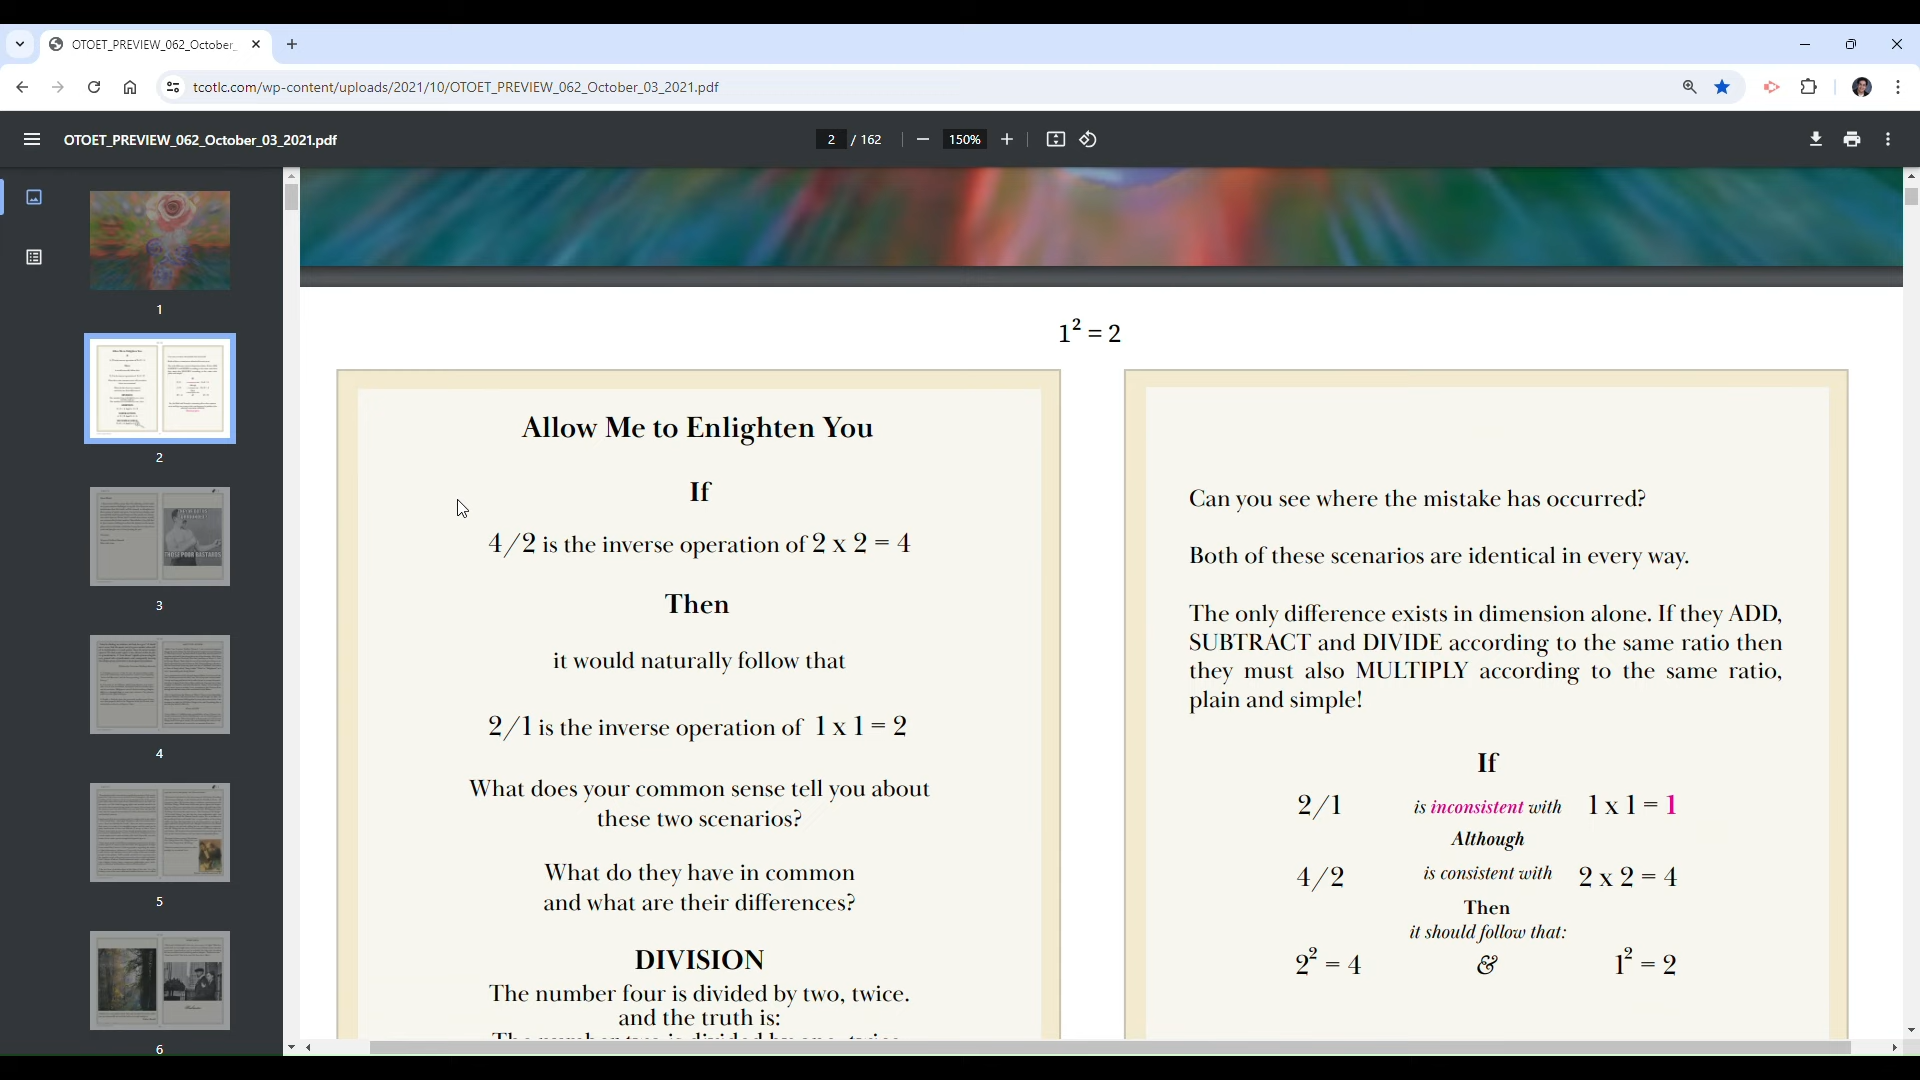 OTOET_PREVIEW_062_October_
tcotlc.com/wp-content/uploads/2021/10/OTOET_PREVIEW_062_October_03_2021.pdf
OTOET_PREVIEW_062_October_03_2021.pdf
2 / 162
150%
1
2
3
4
5
6
1² = 2
Allow Me to Enlighten You
If
4/2 is the inverse operation of 2 x 2 = 4
Then
it would naturally follow that
2/1 is the inverse operation of 1 x 1 = 2
What does your common sense tell you about
these two scenarios?
What do they have in common
and what are their differences?
DIVISION
The number four is divided by two, twice.
and the truth is:
Can you see where the mistake has occurred?
Both of these scenarios are identical in every way.
The only difference exists in dimension alone. If they ADD,
SUBTRACT and DIVIDE according to the same ratio then
they must also MULTIPLY according to the same ratio,
plain and simple!
If
2/1 is inconsistent with 1 x 1 = 1
Although
4/2 is consistent with 2 x 2 = 4
Then
it should follow that:
2² = 4 & 1² = 2